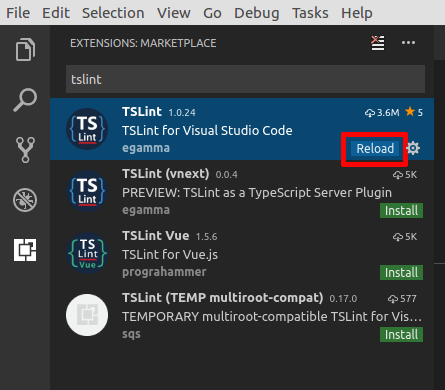 File Edit Selection View Go Debug Tasks Help
EXTENSIONS: MARKETPLACE
tslint
TS Lint
TSLint 1.0.24 3.6M 5
TSLint for Visual Studio Code
egamma Reload
TS Lint
TSLint (vnext) 0.0.4 5K
PREVIEW: TSLint as a TypeScript Server Plugin
egamma Install
TS Lint Vue
TSLint Vue 1.5.6 5K
TSLint for Vue.js
prograhammer Install
TSLint (TEMP multiroot-compat) 0.17.0 577
TEMPORARY multiroot-compatible TSLint for Vis...
sqs Install